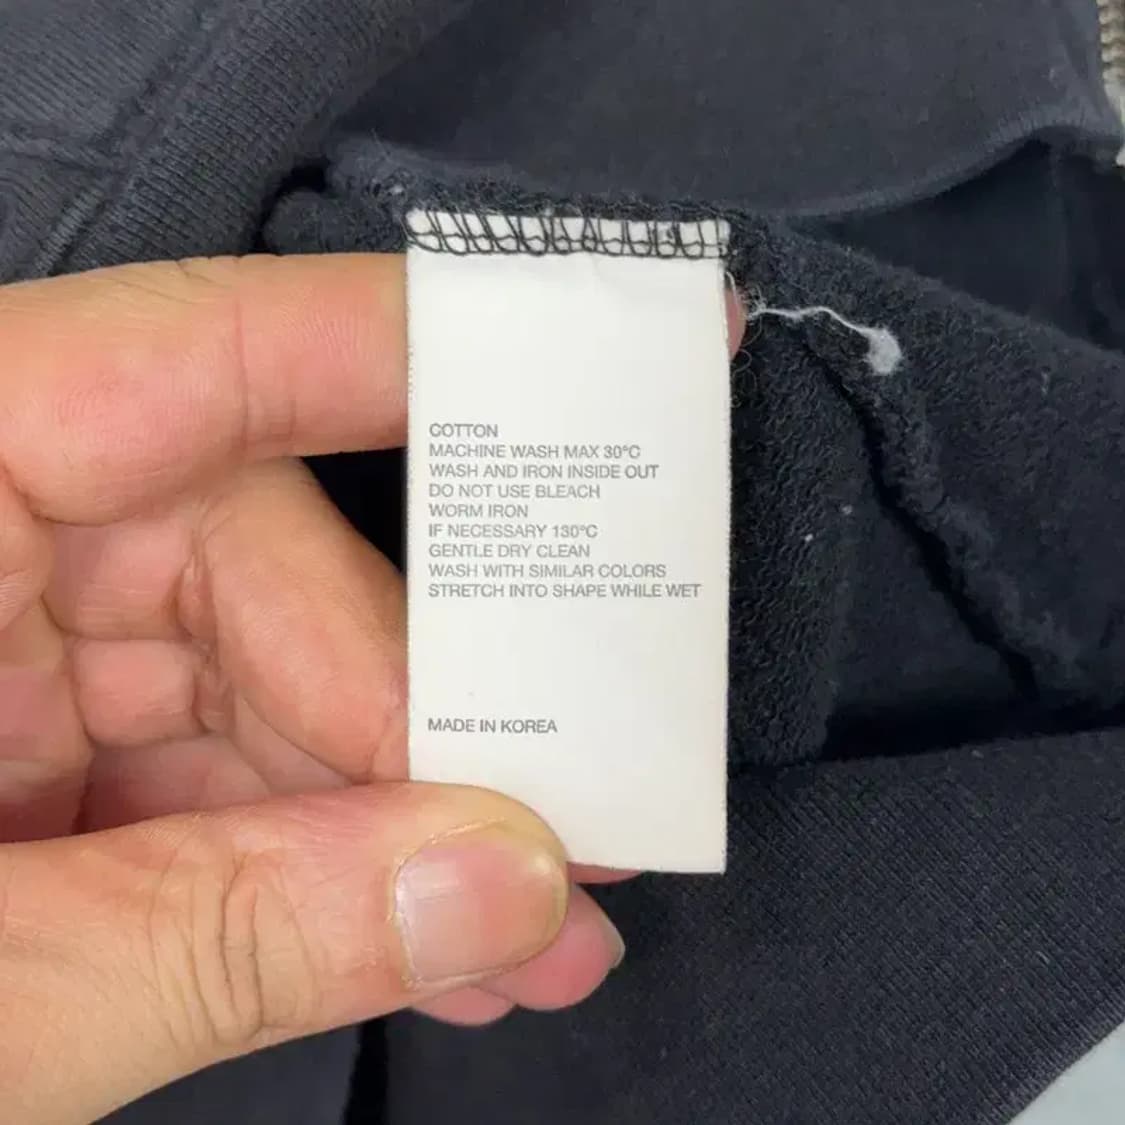 COTTON
MACHINE WASH MAX 30°C
WASH AND IRON INSIDE OUT
DO NOT USE BLEACH
WORM IRON
IF NECESSARY 130°C
GENTLE DRY CLEAN
WASH WITH SIMILAR COLORS
STRETCH INTO SHAPE WHILE WET
MADE IN KOREA